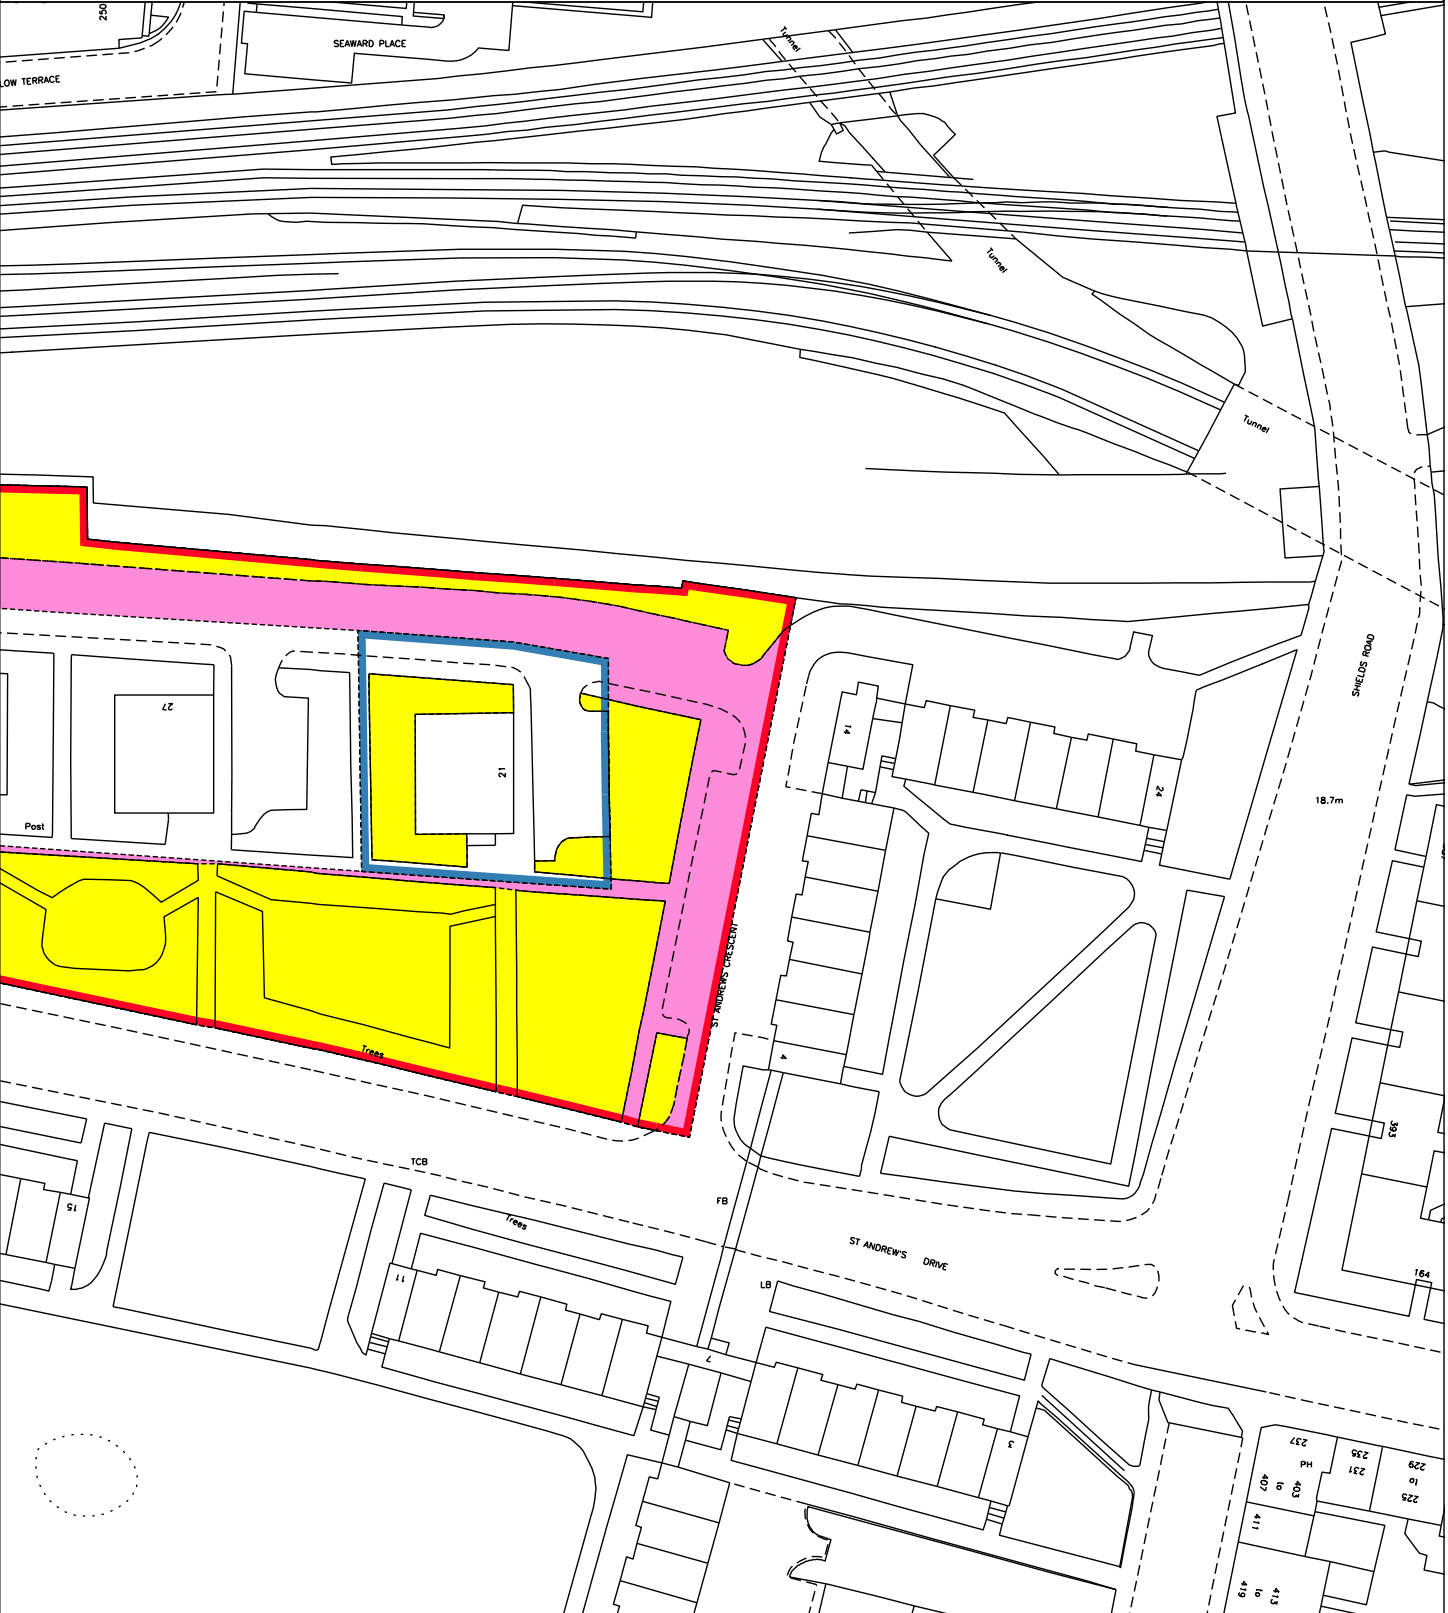 250
SEAWARD PLACE
LOW TERRACE
Tunnel
Tunnel
Tunnel
SHIELDS ROAD
27
14
21
24
18.7m
Post
ST ANDREWS CRESCENT
Trees
4
393
TCB
15
FB
Trees
ST ANDREW'S DRIVE
LB
164
11
7
3
237
PH
407
to
403
235
231
229
to
225
411
419
to
413